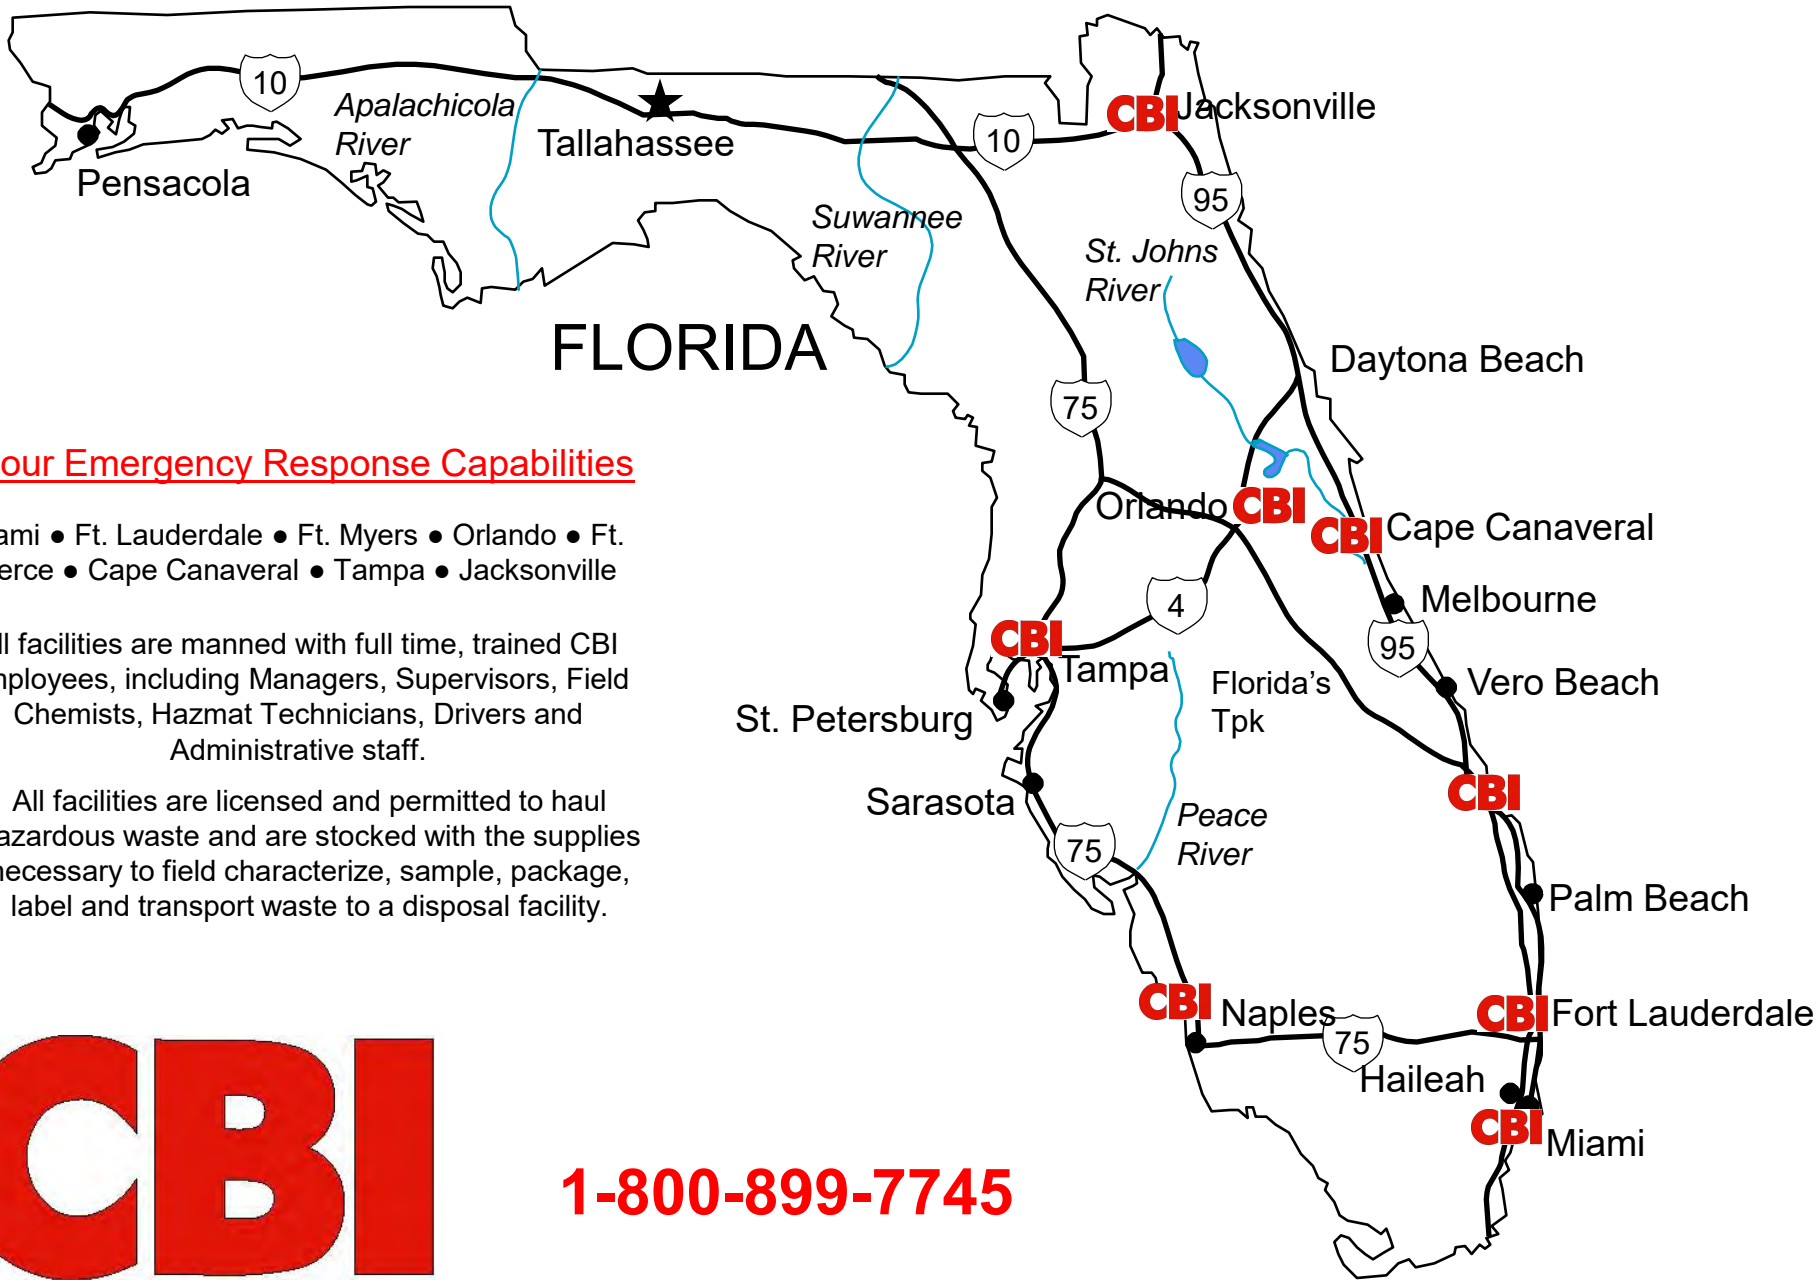 10
Apalachicola
River
Tallahassee
Pensacola
10
CBI Jacksonville
95
Suwannee
River
St. Johns
River
FLORIDA
Daytona Beach
75
our Emergency Response Capabilities
Orlando CBI
CBI Cape Canaveral
ami ● Ft. Lauderdale ● Ft. Myers ● Orlando ● Ft.
erce ● Cape Canaveral ● Tampa ● Jacksonville
4
Melbourne
ll facilities are manned with full time, trained CBI
mployees, including Managers, Supervisors, Field
Chemists, Hazmat Technicians, Drivers and
Administrative staff.
CBI
Tampa
95
Florida's
Tpk
Vero Beach
St. Petersburg
All facilities are licensed and permitted to haul
azardous waste and are stocked with the supplies
necessary to field characterize, sample, package,
label and transport waste to a disposal facility.
Sarasota
75
Peace
River
CBI
Palm Beach
CBI
Naples
75
CBI Fort Lauderdale
Haileah
CBI
Miami
CBI
1-800-899-7745